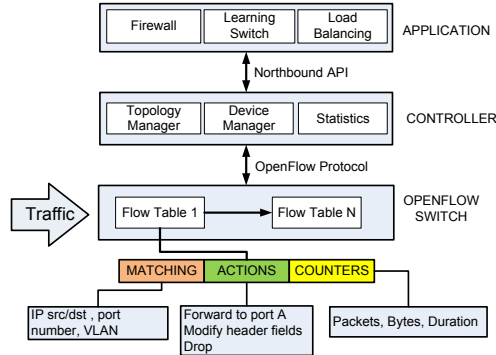 Firewall
Learning
Switch
Load
Balancing
APPLICATION
Northbound API
Topology
Manager
Device
Manager
Statistics
CONTROLLER
OpenFlow Protocol
Traffic
Flow Table 1
Flow Table N
OPENFLOW
SWITCH
MATCHING
ACTIONS
COUNTERS
IP src/dst , port
number, VLAN
Forward to port A
Modify header fields
Drop
Packets, Bytes, Duration